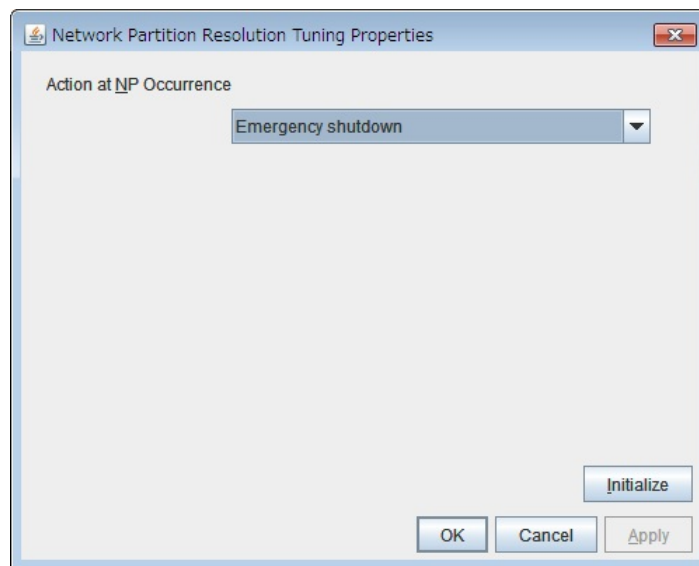 Network Partition Resolution Tuning Properties
Action at NP Occurrence
Emergency shutdown
Initialize
OK Cancel Apply